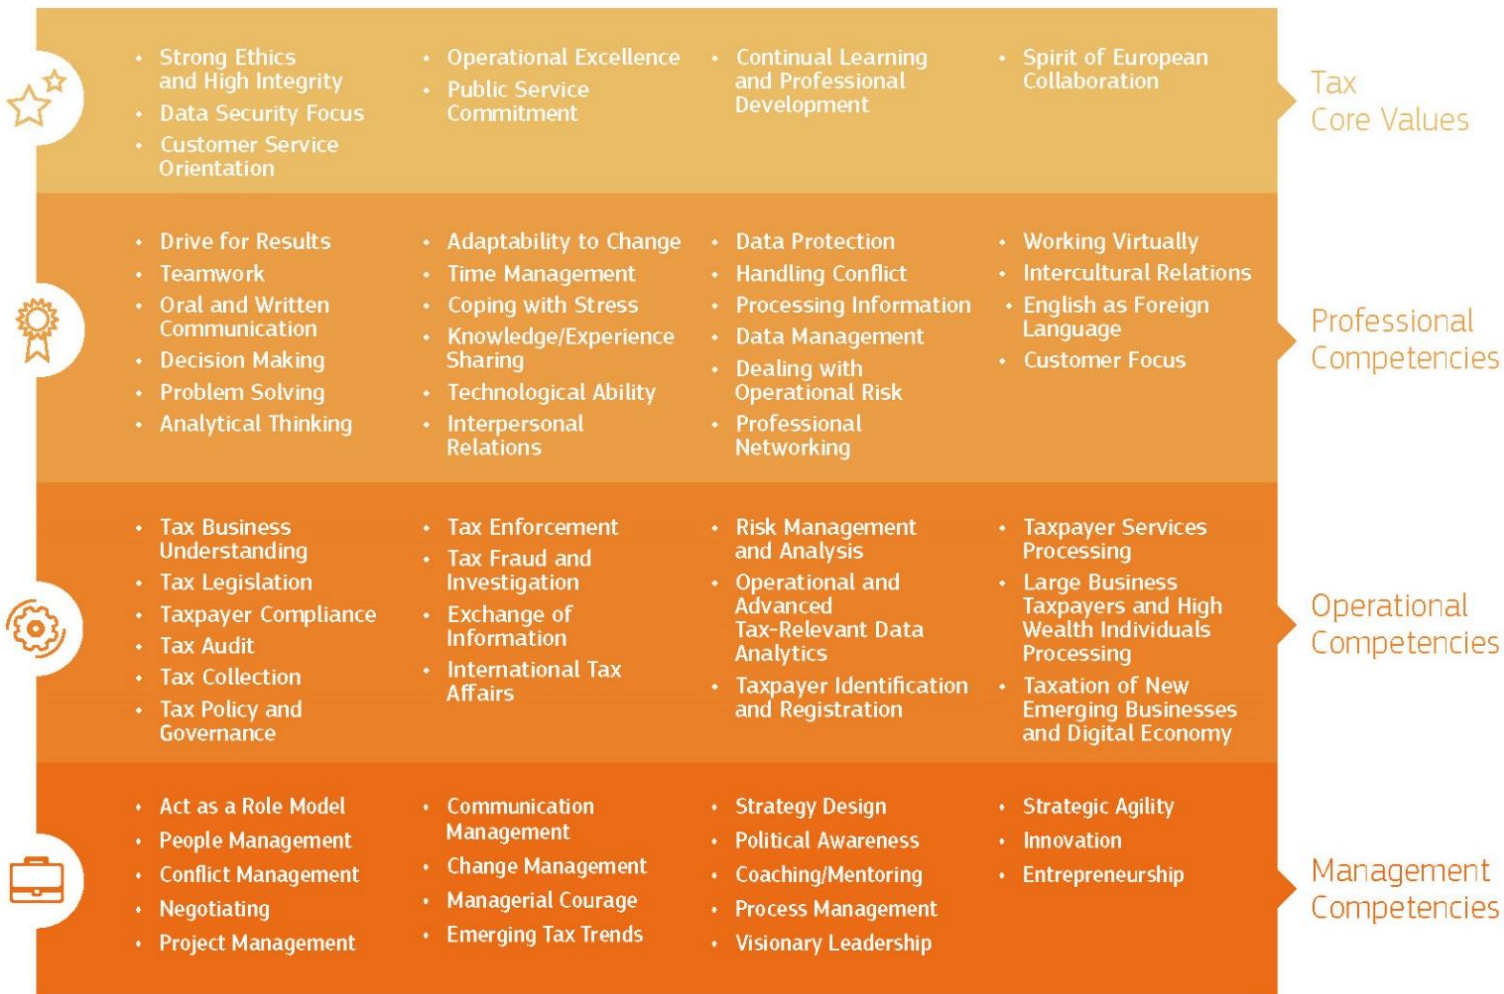 • Strong Ethics
and High Integrity
• Data Security Focus
• Customer Service
Orientation
• Operational Excellence
• Public Service
Commitment
• Continual Learning
and Professional
Development
• Spirit of European
Collaboration
Tax
Core Values
• Drive for Results
• Teamwork
• Oral and Written
Communication
• Decision Making
• Problem Solving
• Analytical Thinking
• Adaptability to Change
• Time Management
• Coping with Stress
• Knowledge/Experience
Sharing
• Technological Ability
• Interpersonal
Relations
• Data Protection
• Handling Conflict
• Processing Information
• Data Management
• Dealing with
Operational Risk
• Professional
Networking
• Working Virtually
• Intercultural Relations
• English as Foreign
Language
• Customer Focus
Professional
Competencies
• Tax Business
Understanding
• Tax Legislation
• Taxpayer Compliance
• Tax Audit
• Tax Collection
• Tax Policy and
Governance
• Tax Enforcement
• Tax Fraud and
Investigation
• Exchange of
Information
• International Tax
Affairs
• Risk Management
and Analysis
• Operational and
Advanced
Tax-Relevant Data
Analytics
• Taxpayer Identification
and Registration
• Taxpayer Services
Processing
• Large Business
Taxpayers and High
Wealth Individuals
Processing
• Taxation of New
Emerging Businesses
and Digital Economy
Operational
Competencies
• Act as a Role Model
• People Management
• Conflict Management
• Negotiating
• Project Management
• Communication
Management
• Change Management
• Managerial Courage
• Emerging Tax Trends
• Strategy Design
• Political Awareness
• Coaching/Mentoring
• Process Management
• Visionary Leadership
• Strategic Agility
• Innovation
• Entrepreneurship
Management
Competencies